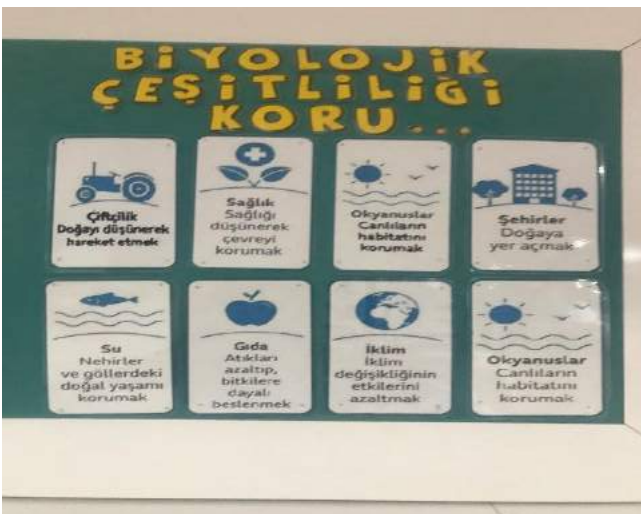 BİYOLOJİK
ÇEŞİTLİLİĞİ
KORU...
Çiftçilik
Doğayı düşünerek
hareket etmek
Sağlık
Sağlığı
düşünerek
çevreyi
korumak
Okyanuslar
Canlıların
habitatını
korumak
Şehirler
Doğaya
yer açmak
Su
Nehirler
ve göllerdeki
doğal yaşamı
korumak
Gıda
Atıkları
azaltıp,
bitkilere
dayalı
beslenmek
İklim
İklim
değişikliğinin
etkilerini
azaltmak
Okyanuslar
Canlıların
habitatını
korumak